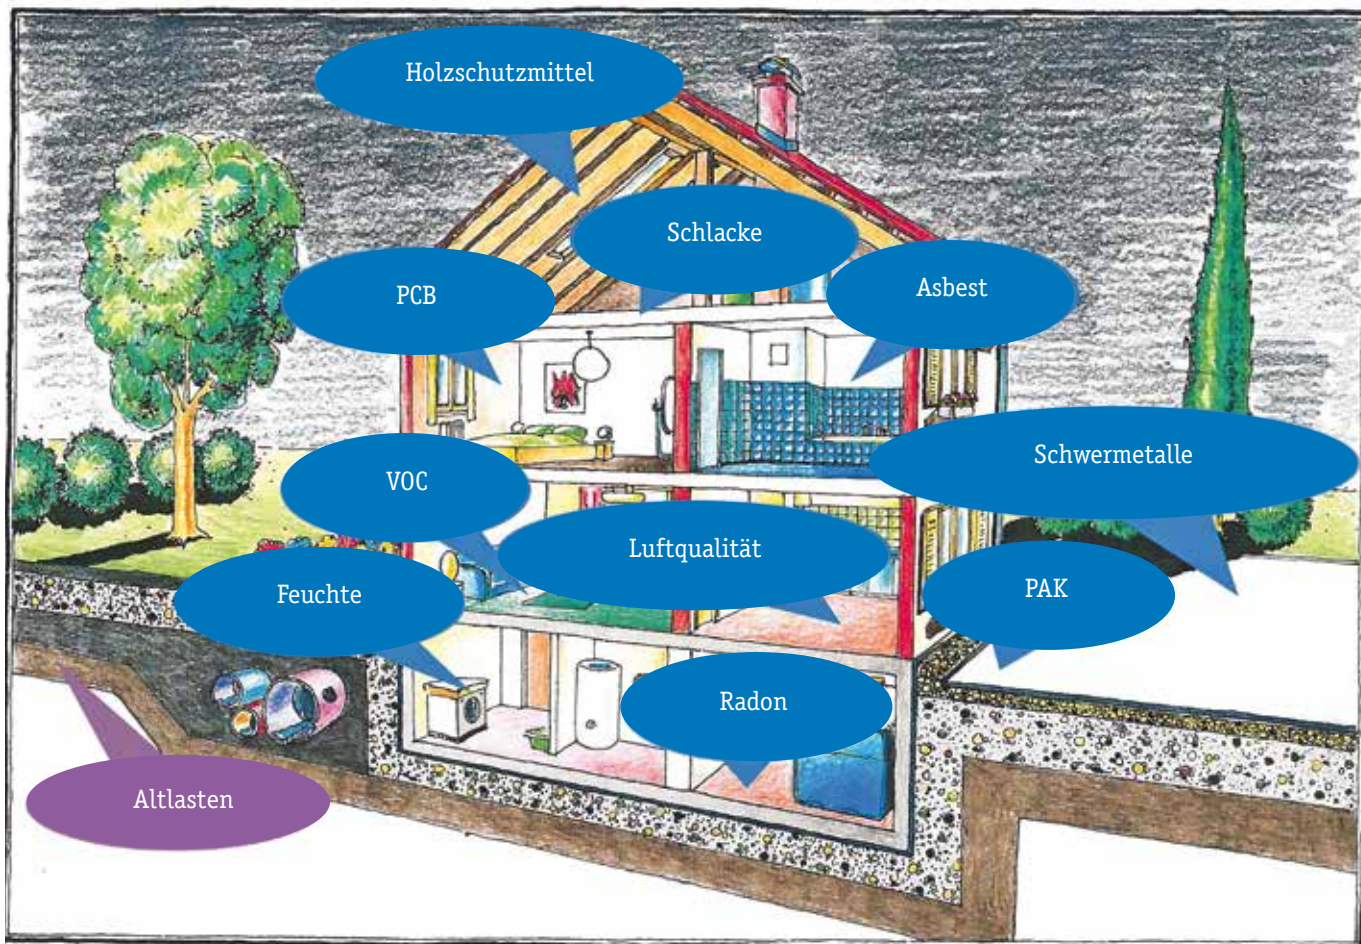 Holzschutzmittel
Schlacke
Asbest
PCB
Schwermetalle
VOC
Luftqualität
Feuchte
PAK
Radon
Altlasten